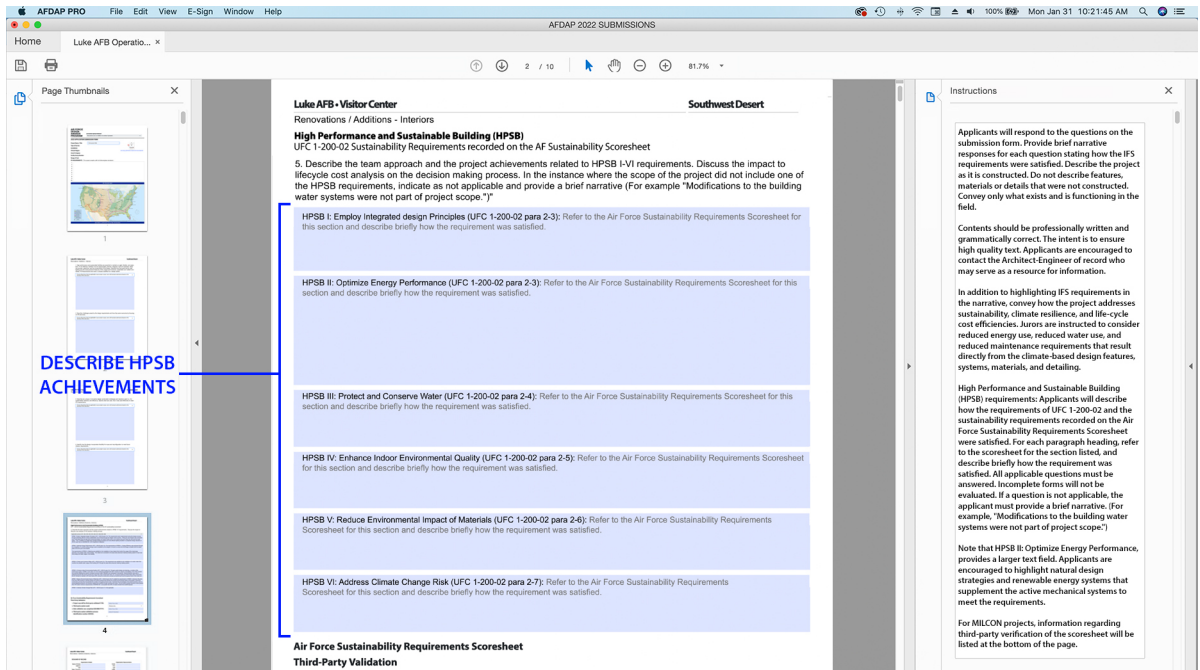 AFDAP PRO File Edit View E-Sign Window Help 100% Mon Jan 31 10:21:45 AM
AFDAP 2022 SUBMISSIONS
Home Luke AFB Operatio... ×
2 / 10 81.7%
Page Thumbnails
1
3
4
DESCRIBE HPSB
ACHIEVEMENTS
Luke AFB • Visitor Center Southwest Desert
Renovations / Additions - Interiors
High Performance and Sustainable Building (HPSB)
UFC 1-200-02 Sustainability Requirements recorded on the AF Sustainability Scoresheet
5. Describe the team approach and the project achievements related to HPSB I-VI requirements. Discuss the impact to
lifecycle cost analysis on the decision making process. In the instance where the scope of the project did not include one of
the HPSB requirements, indicate as not applicable and provide a brief narrative (For example "Modifications to the building
water systems were not part of project scope.")"
HPSB I: Employ Integrated design Principles (UFC 1-200-02 para 2-3): Refer to the Air Force Sustainability Requirements Scoresheet for
this section and describe briefly how the requirement was satisfied.
HPSB II: Optimize Energy Performance (UFC 1-200-02 para 2-3): Refer to the Air Force Sustainability Requirements Scoresheet for this
section and describe briefly how the requirement was satisfied.
HPSB III: Protect and Conserve Water (UFC 1-200-02 para 2-4): Refer to the Air Force Sustainability Requirements Scoresheet for this
section and describe briefly how the requirement was satisfied.
HPSB IV: Enhance Indoor Environmental Quality (UFC 1-200-02 para 2-5): Refer to the Air Force Sustainability Requirements Scoresheet
for this section and describe briefly how the requirement was satisfied.
HPSB V: Reduce Environmental Impact of Materials (UFC 1-200-02 para 2-6): Refer to the Air Force Sustainability Requirements
Scoresheet for this section and describe briefly how the requirement was satisfied.
HPSB VI: Address Climate Change Risk (UFC 1-200-02 para 2-7): Refer to the Air Force Sustainability Requirements
Scoresheet for this section and describe briefly how the requirement was satisfied.
Air Force Sustainability Requirements Scoresheet
Third-Party Validation
Instructions
Applicants will respond to the questions on the
submission form. Provide brief narrative
responses for each question stating how the IFS
requirements were satisfied. Describe the project
as it is constructed. Do not describe features,
materials or details that were not constructed.
Convey only what exists and is functioning in the
field.
Contents should be professionally written and
grammatically correct. The intent is to ensure
high quality text. Applicants are encouraged to
contact the Architect-Engineer of record who
may serve as a resource for information.
In addition to highlighting IFS requirements in
the narrative, convey how the project addresses
sustainability, climate resilience, and life-cycle
cost efficiencies. Jurors are instructed to consider
reduced energy use, reduced water use, and
reduced maintenance requirements that result
directly from the climate-based design features,
systems, materials, and detailing.
High Performance and Sustainable Building
(HPSB) requirements: Applicants will describe
how the requirements of UFC 1-200-02 and the
sustainability requirements recorded on the Air
Force Sustainability Requirements Scoresheet
were satisfied. For each paragraph heading, refer
to the scoresheet for the section listed, and
describe briefly how the requirement was
satisfied. All applicable questions must be
answered. Incomplete forms will not be
evaluated. If a question is not applicable, the
applicant must provide a brief narrative. (For
example, "Modifications to the building water
systems were not part of project scope.")
Note that HPSB II: Optimize Energy Performance,
provides a larger text field. Applicants are
encouraged to highlight natural design
strategies and renewable energy systems that
supplement the active mechanical systems to
meet the requirements.
For MILCON projects, information regarding
third-party verification of the scoresheet will be
listed at the bottom of the page.